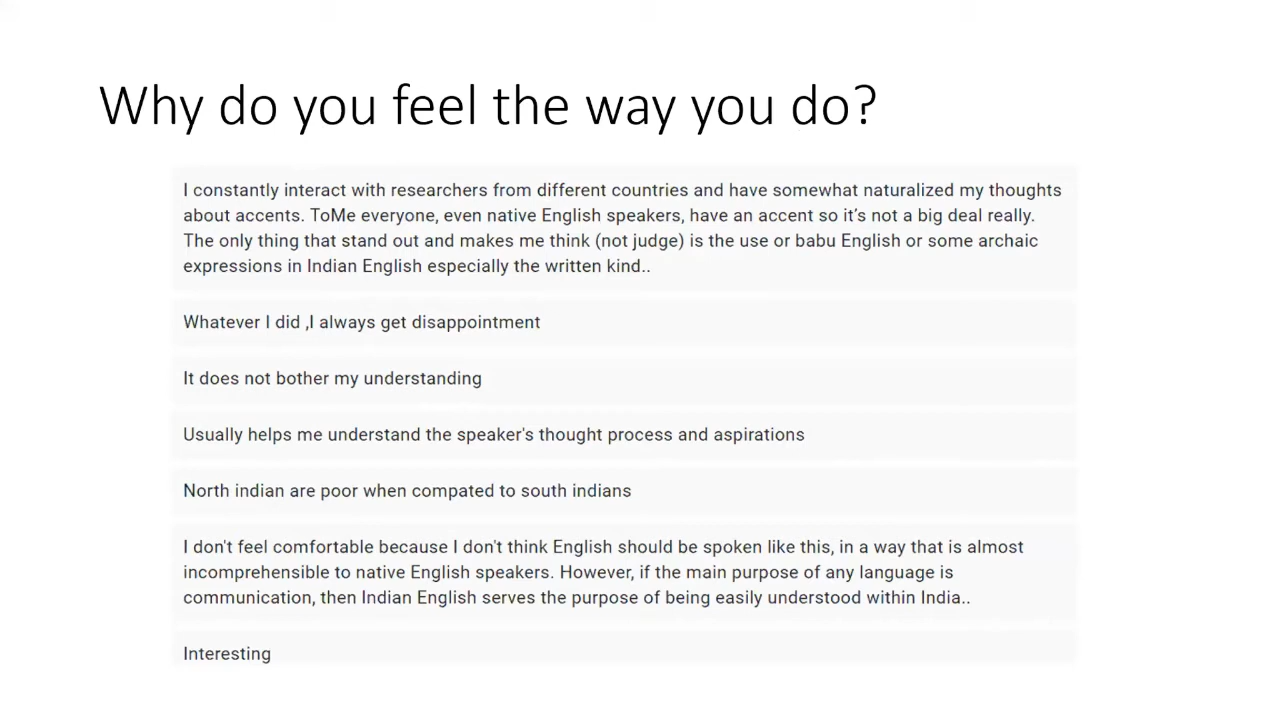 Why do you feel the way you do?
I constantly interact with researchers from different countries and have somewhat naturalized my thoughts
about accents. ToMe everyone, even native English speakers, have an accent so it’s not a big deal really.
The only thing that stand out and makes me think (not judge) is the use or babu English or some archaic
expressions in Indian English especially the written kind..
Whatever I did ,I always get disappointment
It does not bother my understanding
Usually helps me understand the speaker's thought process and aspirations
North indian are poor when compated to south indians
I don't feel comfortable because I don't think English should be spoken like this, in a way that is almost
incomprehensible to native English speakers. However, if the main purpose of any language is
communication, then Indian English serves the purpose of being easily understood within India..
Interesting